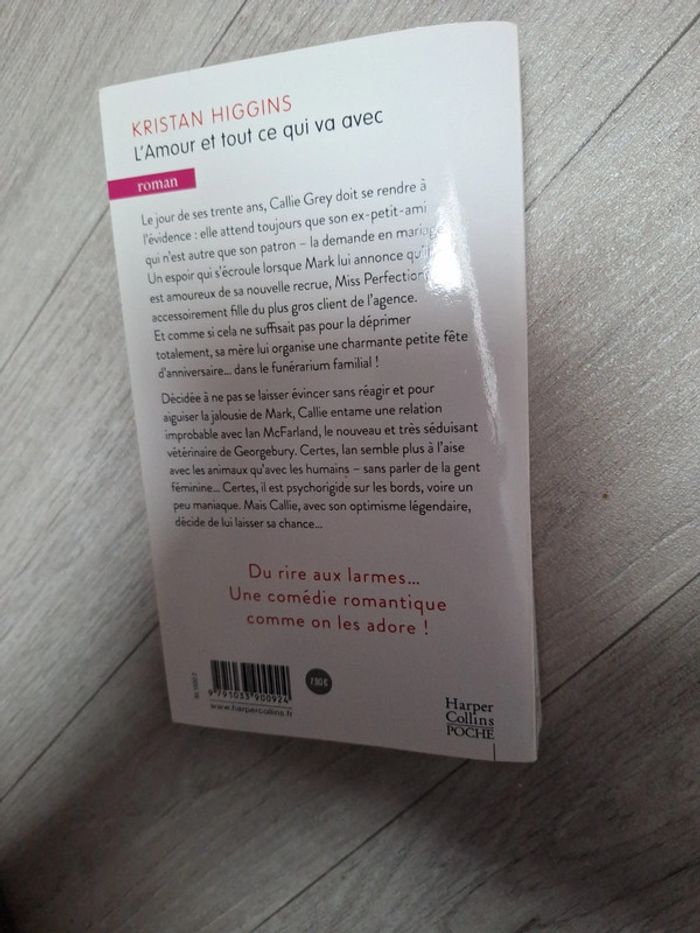 KRISTAN HIGGINS
L'Amour et tout ce qui va avec
roman
Le jour de ses trente ans, Callie Grey doit se rendre à
l'évidence : elle attend toujours que son ex-petit-ami
qui n'est autre que son patron – la demande en mariage
Un espoir qui s'écroule lorsque Mark lui annonce qu'il
est amoureux de sa nouvelle recrue, Miss Perfection
accessoirement fille du plus gros client de l'agence.
Et comme si cela ne suffisait pas pour la déprimer
totalement, sa mère lui organise une charmante petite fête
d'anniversaire... dans le funérarium familial !
Décidée à ne pas se laisser évincer sans réagir et pour
aiguiser la jalousie de Mark, Callie entame une relation
improbable avec Ian McFarland, le nouveau et très séduisant
vétérinaire de Georgebury. Certes, Ian semble plus à l'aise
avec les animaux qu'avec les humains – sans parler de la gent
féminine... Certes, il est psychorigide sur les bords, voire un
peu maniaque. Mais Callie, avec son optimisme légendaire,
décide de lui laisser sa chance...
Du rire aux larmes...
Une comédie romantique
comme on les adore !
9 791033 900924
7.90 €
www.harpercollins.fr
Harper
Collins
POCHE